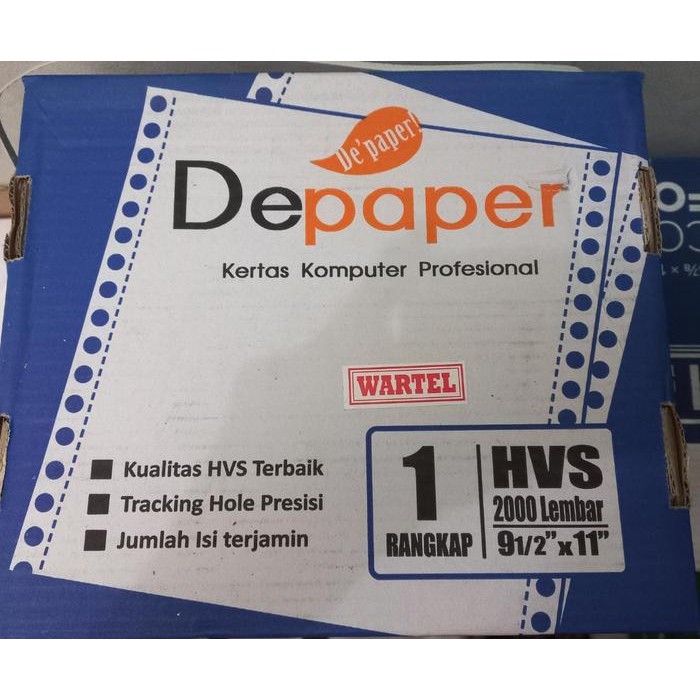 De'paper!
Depaper
Kertas Komputer Profesional
WARTEL
Kualitas HVS Terbaik
Tracking Hole Presisi
Jumlah Isi terjamin
1
RANGKAP
HVS
2000 Lembar
9 1/2" x 11"